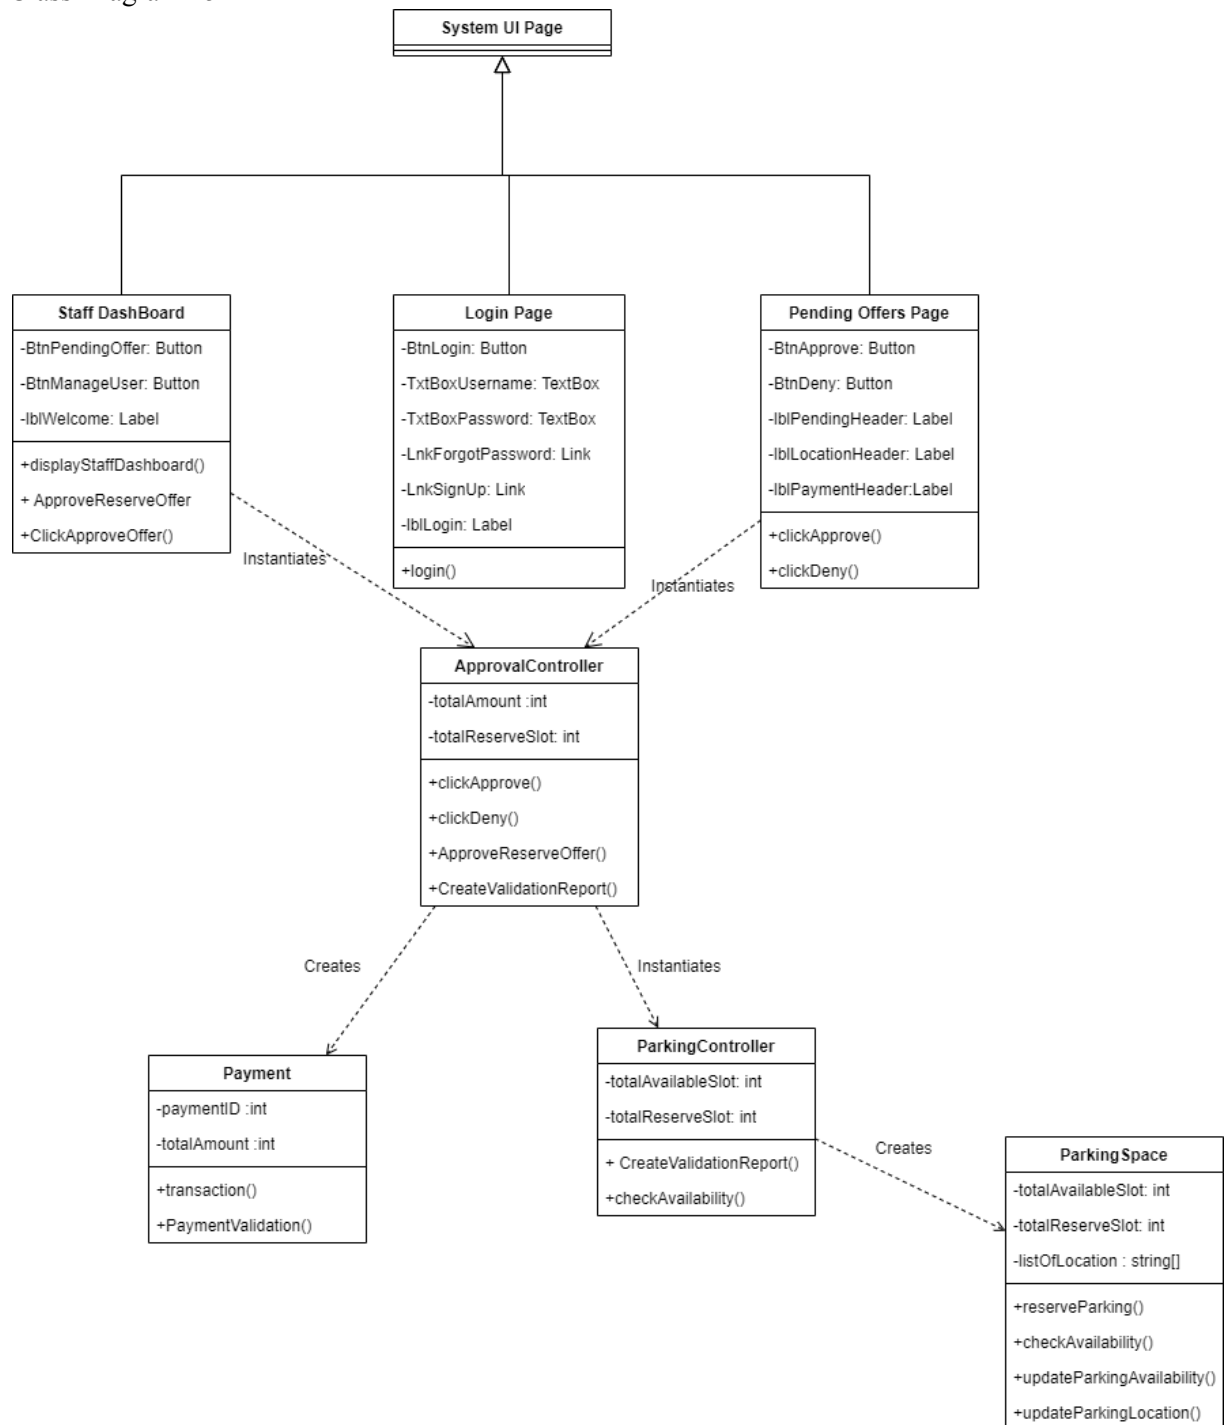 System UI Page
Staff DashBoard
-BtnPendingOffer: Button
-BtnManageUser: Button
-lblWelcome: Label
+displayStaffDashboard()
+ ApproveReserveOffer
+ClickApproveOffer()
Login Page
-BtnLogin: Button
-TxtBoxUsername: TextBox
-TxtBoxPassword: TextBox
-LnkForgotPassword: Link
-LnkSignUp: Link
-lblLogin: Label
+login()
Pending Offers Page
-BtnApprove: Button
-BtnDeny: Button
-lblPendingHeader: Label
-lblLocationHeader: Label
-lblPaymentHeader:Label
+clickApprove()
+clickDeny()
Instantiates
Instantiates
ApprovalController
-totalAmount :int
-totalReserveSlot: int
+clickApprove()
+clickDeny()
+ApproveReserveOffer()
+CreateValidationReport()
Creates
Instantiates
Payment
-paymentID :int
-totalAmount :int
+transaction()
+PaymentValidation()
ParkingController
-totalAvailableSlot: int
-totalReserveSlot: int
+ CreateValidationReport()
+checkAvailability()
Creates
ParkingSpace
-totalAvailableSlot: int
-totalReserveSlot: int
-listOfLocation : string[]
+reserveParking()
+checkAvailability()
+updateParkingAvailability()
+updateParkingLocation()